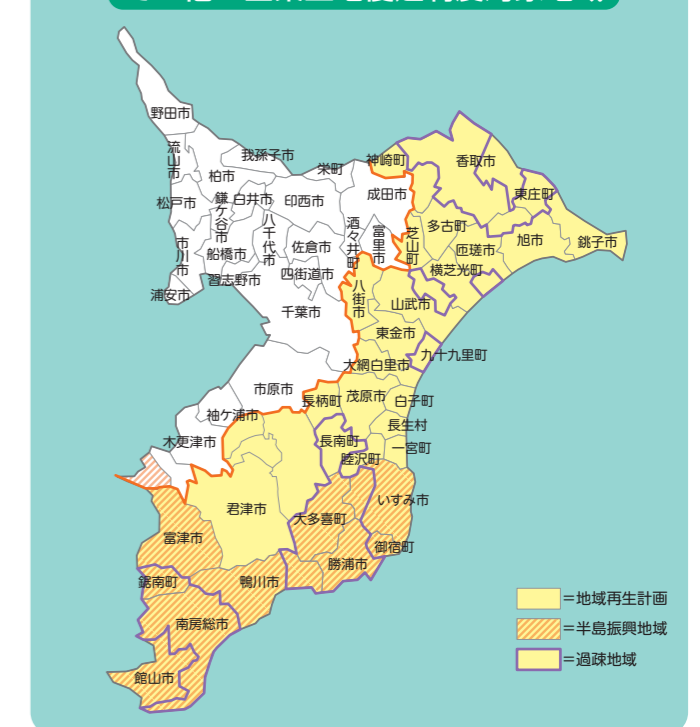 野田市
流山市
我孫子市
柏市
栄町
神崎町
香取市
松戸市
鎌ケ谷市
白井市
印西市
成田市
東庄町
八千代市
酒々井町
富里市
芝山町
多古町
市川市
船橋市
佐倉市
匝瑳市
旭市
銚子市
横芝光町
習志野市
四街道市
浦安市
八街市
千葉市
山武市
東金市
九十九里町
大網白里市
市原市
長柄町
茂原市
白子町
袖ケ浦市
長生村
木更津市
長南町
一宮町
睦沢町
いすみ市
君津市
大多喜町
富津市
御宿町
勝浦市
鋸南町
鴨川市
南房総市
館山市
=地域再生計画
=半島振興地域
=過疎地域